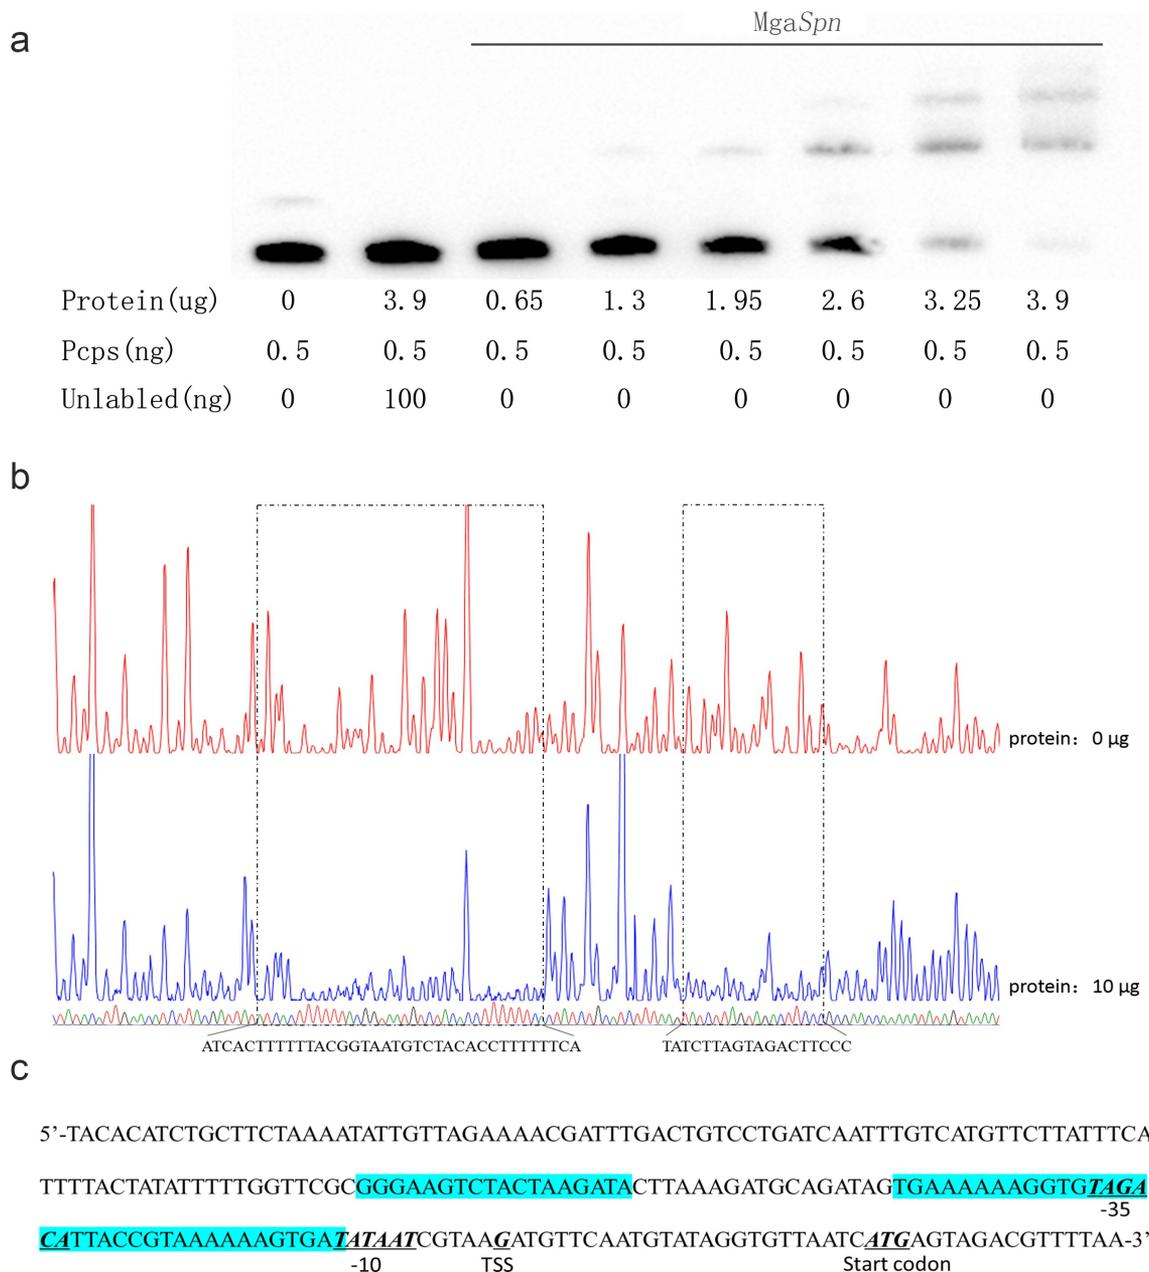 a
MgaSpn
Protein(ug) 0 3.9 0.65 1.3 1.95 2.6 3.25 3.9
Pcps(ng) 0.5 0.5 0.5 0.5 0.5 0.5 0.5 0.5
Unlabled(ng) 0 100 0 0 0 0 0 0
b
protein: 0 μg
protein: 10 μg
ATCACTTTTTTACGGTAATGTCTACACCTTTTTTCA TATCTTAGTAGACTTCCC
c
5’-TACACATCTGCTTCTAAAATATTGTTAGAAAACGATTTGACTGTCCTGATCAATTTGTCATGTTCTTATTTCA
TTTTACTATATTTTTGGTTCGCGGGAAGTCTACTAAGATACTTAAAGATGCAGATAGTGAAAAAAGGTGTAGA
-35
CATTACCGTAAAAAAGTGATATAATCGTAAGATGTTCAATGTATAGGTGTTAATCATGAGTAGACGTTTTAA-3’
-10 TSS Start codon